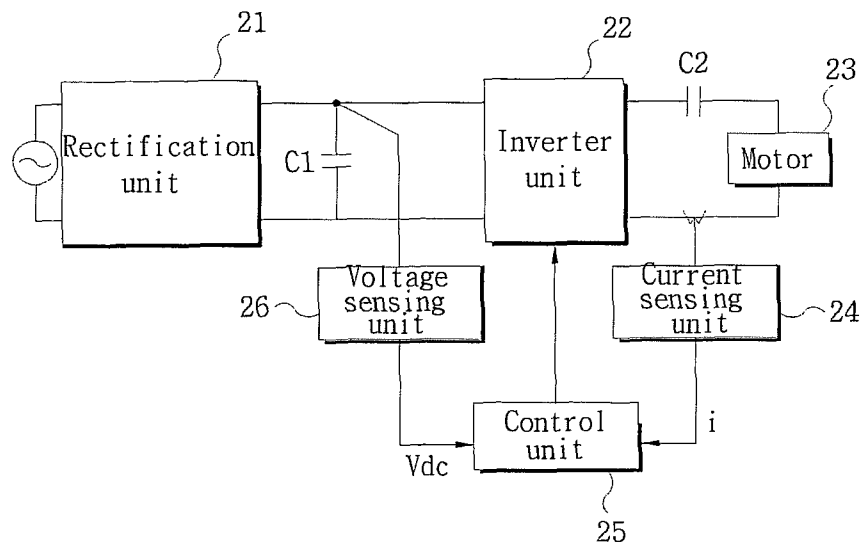 21
22
C2
23
Rectification
unit
C1
Inverter
unit
Motor
26
Voltage
sensing
unit
Current
sensing
unit
24
Control
unit
Vdc
i
25